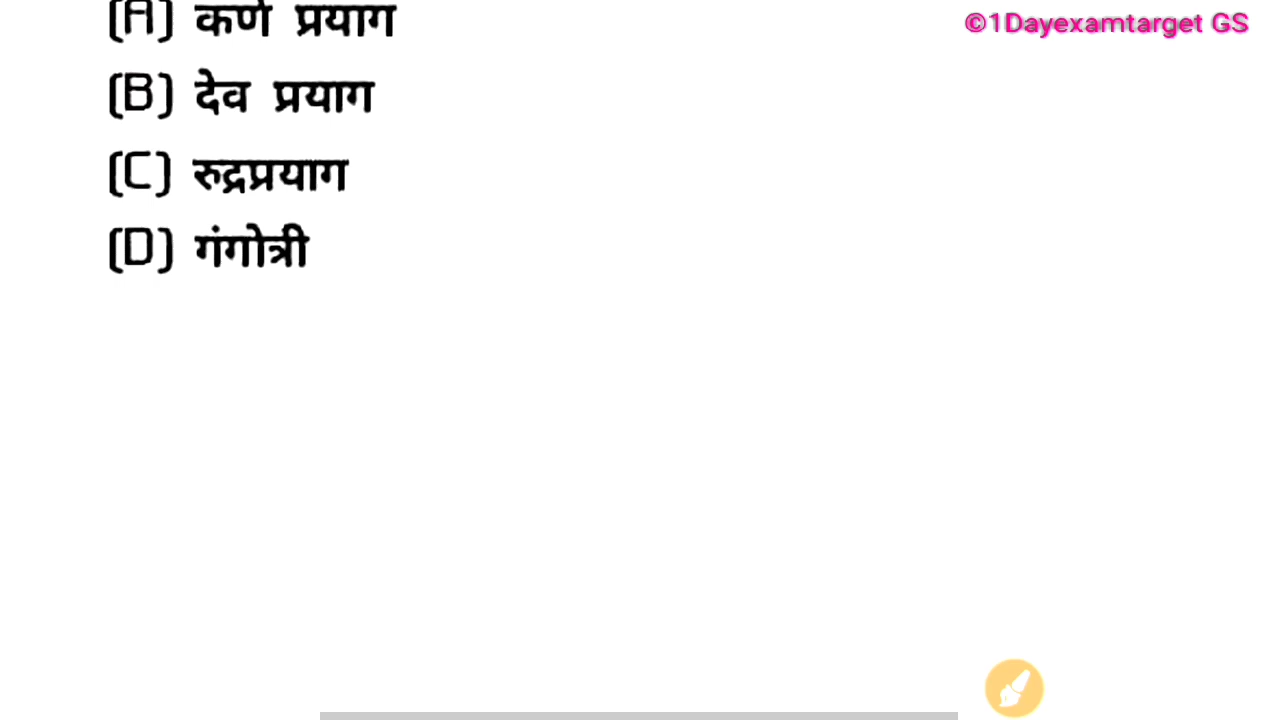 (A) कर्ण प्रयाग
©1Dayexamtarget GS
(B) देव प्रयाग
(C) रुद्रप्रयाग
(D) गंगोत्री